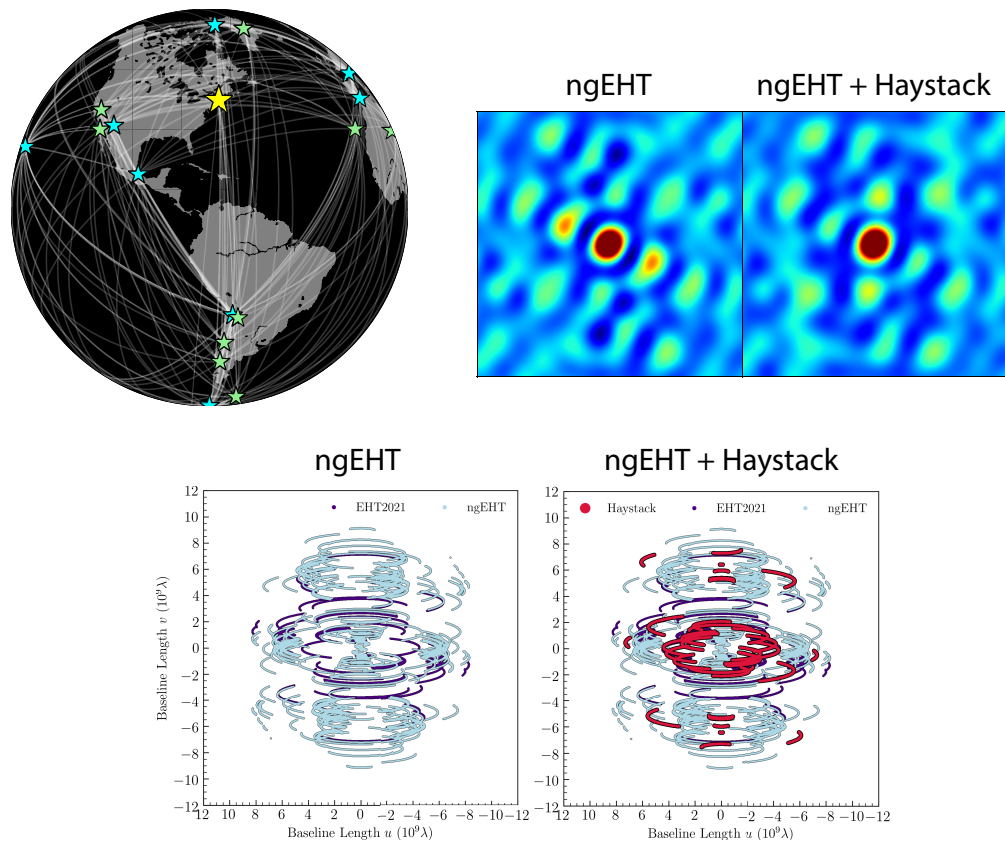 ngEHT
ngEHT + Haystack
ngEHT
ngEHT + Haystack
12
10
8
6
4
2
0
−2
−4
−6
−8
−10
−12
Baseline Length v (10⁹λ)
EHT2021 ngEHT
12 10 8 6 4 2 0 −2 −4 −6 −8 −10 −12
Baseline Length u (10⁹λ)
12
10
8
6
4
2
0
−2
−4
−6
−8
−10
−12
Haystack EHT2021 ngEHT
12 10 8 6 4 2 0 −2 −4 −6 −8 −10 −12
Baseline Length u (10⁹λ)